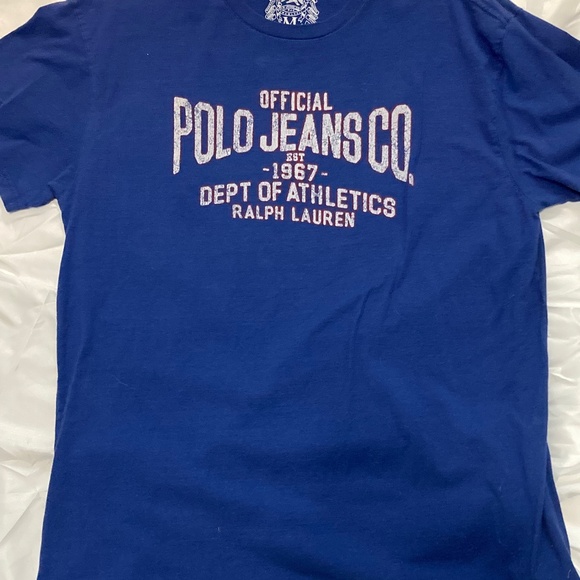 M
OFFICIAL
POLO JEANS CO.
EST
-1967-
DEPT OF ATHLETICS
RALPH LAUREN